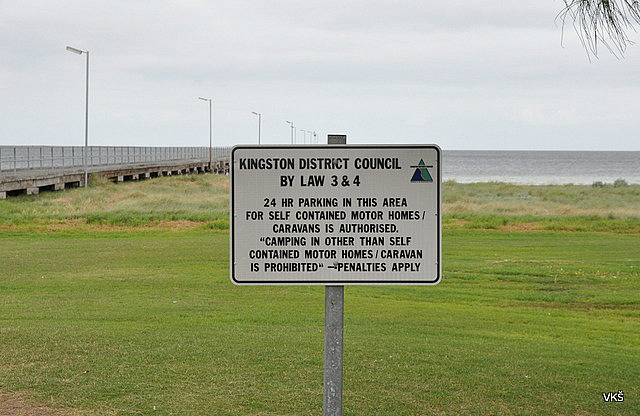 KINGSTON DISTRICT COUNCIL
BY LAW 3 & 4
24 HR PARKING IN THIS AREA
FOR SELF CONTAINED MOTOR HOMES/
CARAVANS IS AUTHORISED.
"CAMPING IN OTHER THAN SELF
CONTAINED MOTOR HOMES/CARAVAN
IS PROHIBITED" — PENALTIES APPLY
VKŠ